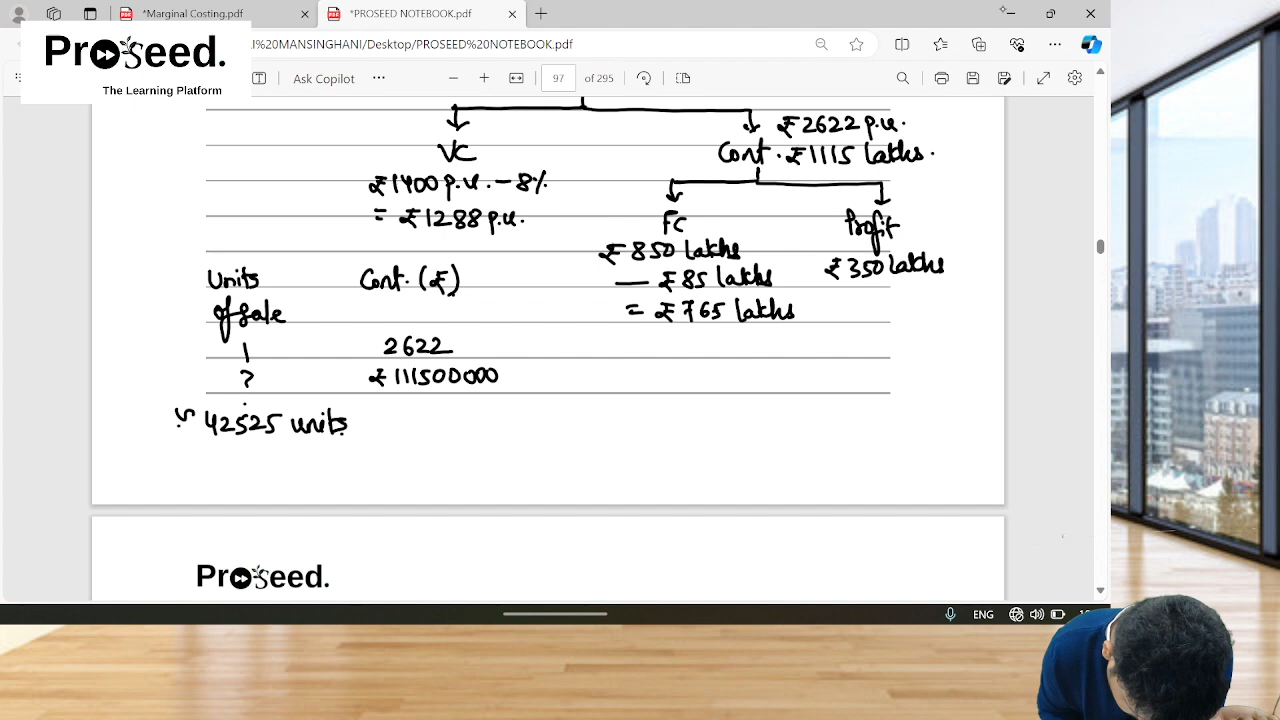 *Marginal Costing.pdf
*PROSEED NOTEBOOK.pdf
Proseed.
The Learning Platform
I%20MANSINGHANI/Desktop/PROSEED%20NOTEBOOK.pdf
Ask Copilot
97 of 295
₹2622 p.u.
VC
Cont. ₹1115 lakhs.
₹1400 p.u. - 8%
= ₹1288 p.u.
FC
Profit
₹850 lakhs
₹350 lakhs
- ₹85 lakhs
= ₹765 lakhs
Units
of Sale
Cont. (₹)
1 2622
? ₹111500000
≈ 42525 units
Proseed.
ENG